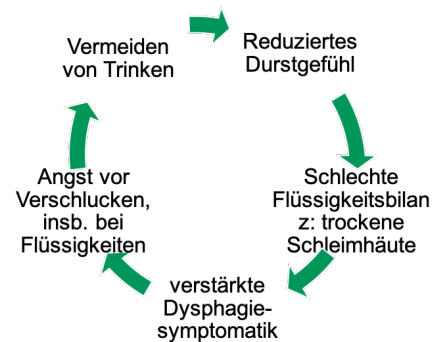 Vermeiden
von Trinken
Reduziertes
Durstgefühl
Schlechte
Flüssigkeitsbilan
z: trockene
Schleimhäute
verstärkte
Dysphagie-
symptomatik
Angst vor
Verschlucken,
insb. bei
Flüssigkeiten